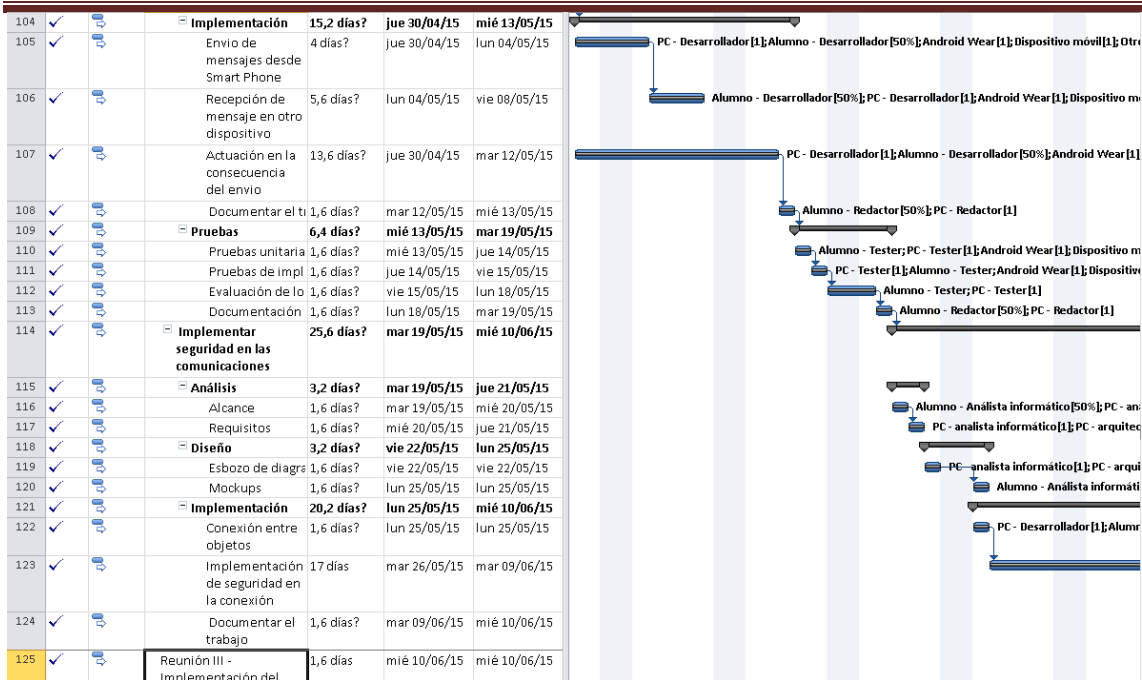 104 Implementación 15,2 días? jue 30/04/15 mié 13/05/15
105 Envio de 4 días? jue 30/04/15 lun 04/05/15 PC - Desarrollador[1];Alumno - Desarrollador[50%];Android Wear[1];Dispositivo móvil[1];Otr
mensajes desde
Smart Phone
106 Recepción de 5,6 días? lun 04/05/15 vie 08/05/15 Alumno - Desarrollador[50%];PC - Desarrollador[1];Android Wear[1];Dispositivo m
mensaje en otro
dispositivo
107 Actuación en la 13,6 días? jue 30/04/15 mar 12/05/15 PC - Desarrollador[1];Alumno - Desarrollador[50%];Android Wear[1]
consecuencia
del envio
108 Documentar el tr 1,6 días? mar 12/05/15 mié 13/05/15 Alumno - Redactor[50%];PC - Redactor[1]
109 Pruebas 6,4 días? mié 13/05/15 mar 19/05/15
110 Pruebas unitaria 1,6 días? mié 13/05/15 jue 14/05/15 Alumno - Tester;PC - Tester[1];Android Wear[1];Dispositivo m
111 Pruebas de impl 1,6 días? jue 14/05/15 vie 15/05/15 PC - Tester[1];Alumno - Tester;Android Wear[1];Dispositiv
112 Evaluación de lo 1,6 días? vie 15/05/15 lun 18/05/15 Alumno - Tester;PC - Tester[1]
113 Documentación 1,6 días? lun 18/05/15 mar 19/05/15 Alumno - Redactor[50%];PC - Redactor[1]
114 Implementar 25,6 días? mar 19/05/15 mié 10/06/15
seguridad en las
comunicaciones
115 Análisis 3,2 días? mar 19/05/15 jue 21/05/15
116 Alcance 1,6 días? mar 19/05/15 mié 20/05/15 Alumno - Análista informático[50%];PC - an
117 Requisitos 1,6 días? mié 20/05/15 jue 21/05/15 PC - analista informático[1];PC - arquitec
118 Diseño 3,2 días? vie 22/05/15 lun 25/05/15
119 Esbozo de diagra 1,6 días? vie 22/05/15 vie 22/05/15 PC analista informático[1];PC - arqui
120 Mockups 1,6 días? lun 25/05/15 lun 25/05/15 Alumno - Análista informáti
121 Implementación 20,2 días? lun 25/05/15 mié 10/06/15
122 Conexión entre 1,6 días? lun 25/05/15 lun 25/05/15 PC - Desarrollador[1];Alumn
objetos
123 Implementación 17 días mar 26/05/15 mar 09/06/15
de seguridad en
la conexión
124 Documentar el 1,6 días? mar 09/06/15 mié 10/06/15
trabajo
125 Reunión III - 1,6 días mié 10/06/15 mié 10/06/15
Implementación del